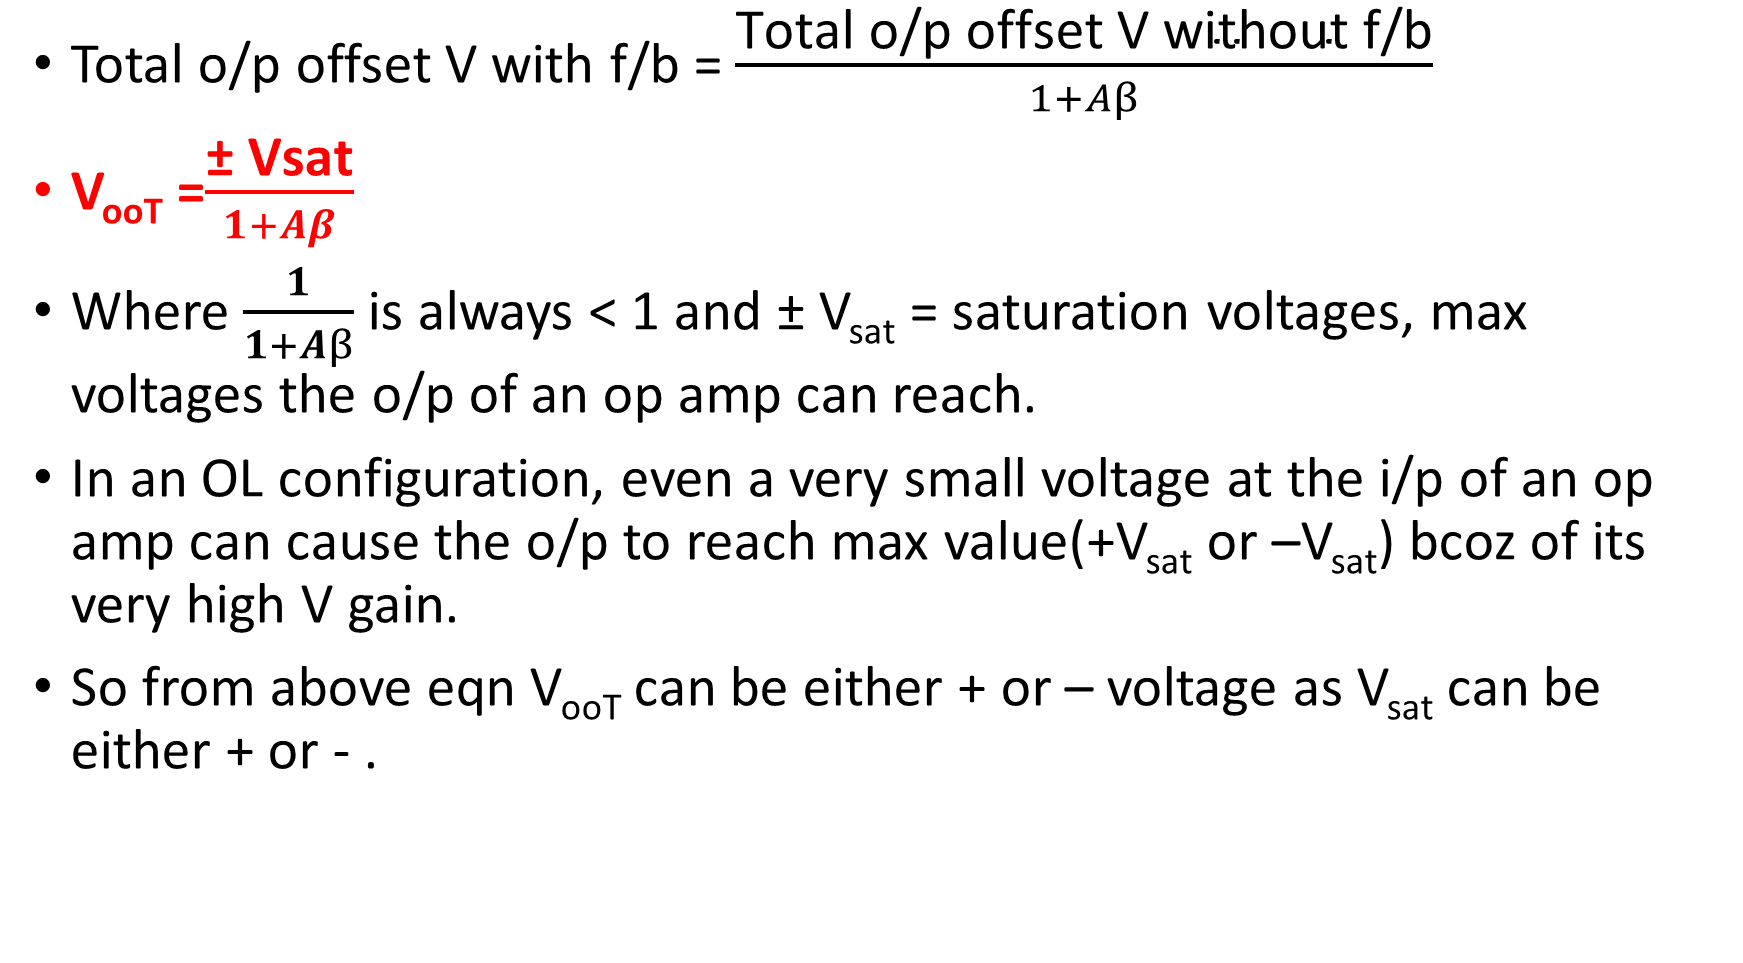 • Total o/p offset V with f/b = Total o/p offset V without f/b / 1+Aβ
• VooT = ± Vsat / 1+Aβ
• Where 1 / 1+Aβ is always < 1 and ± Vsat = saturation voltages, max
voltages the o/p of an op amp can reach.
• In an OL configuration, even a very small voltage at the i/p of an op
amp can cause the o/p to reach max value(+Vsat or –Vsat) bcoz of its
very high V gain.
• So from above eqn VooT can be either + or – voltage as Vsat can be
either + or - .